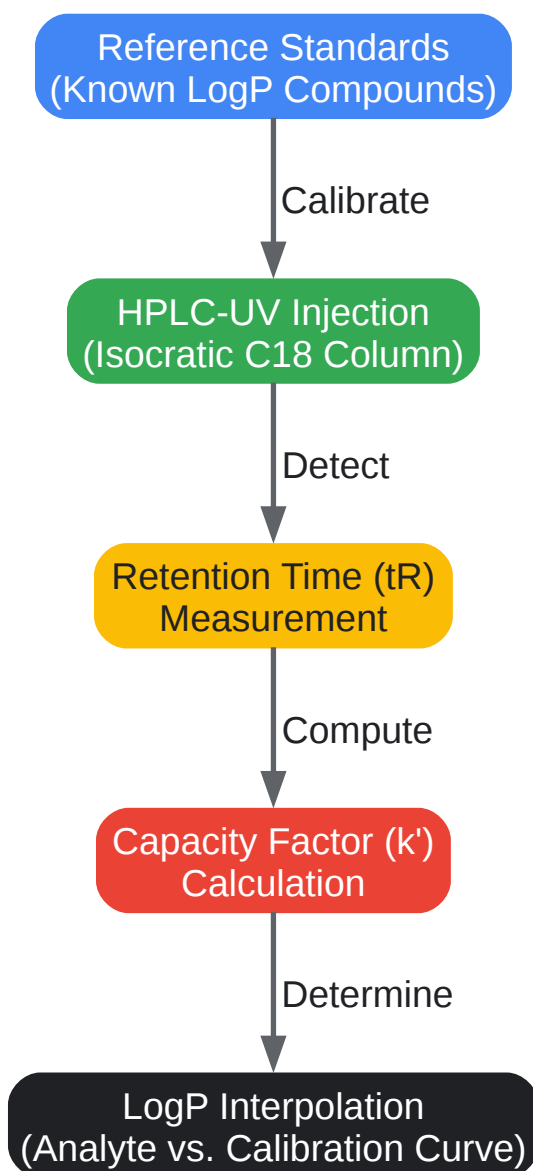 Reference Standards
(Known LogP Compounds)
Calibrate
HPLC-UV Injection
(Isocratic C18 Column)
Detect
Retention Time (tR)
Measurement
Compute
Capacity Factor (k')
Calculation
Determine
LogP Interpolation
(Analyte vs. Calibration Curve)